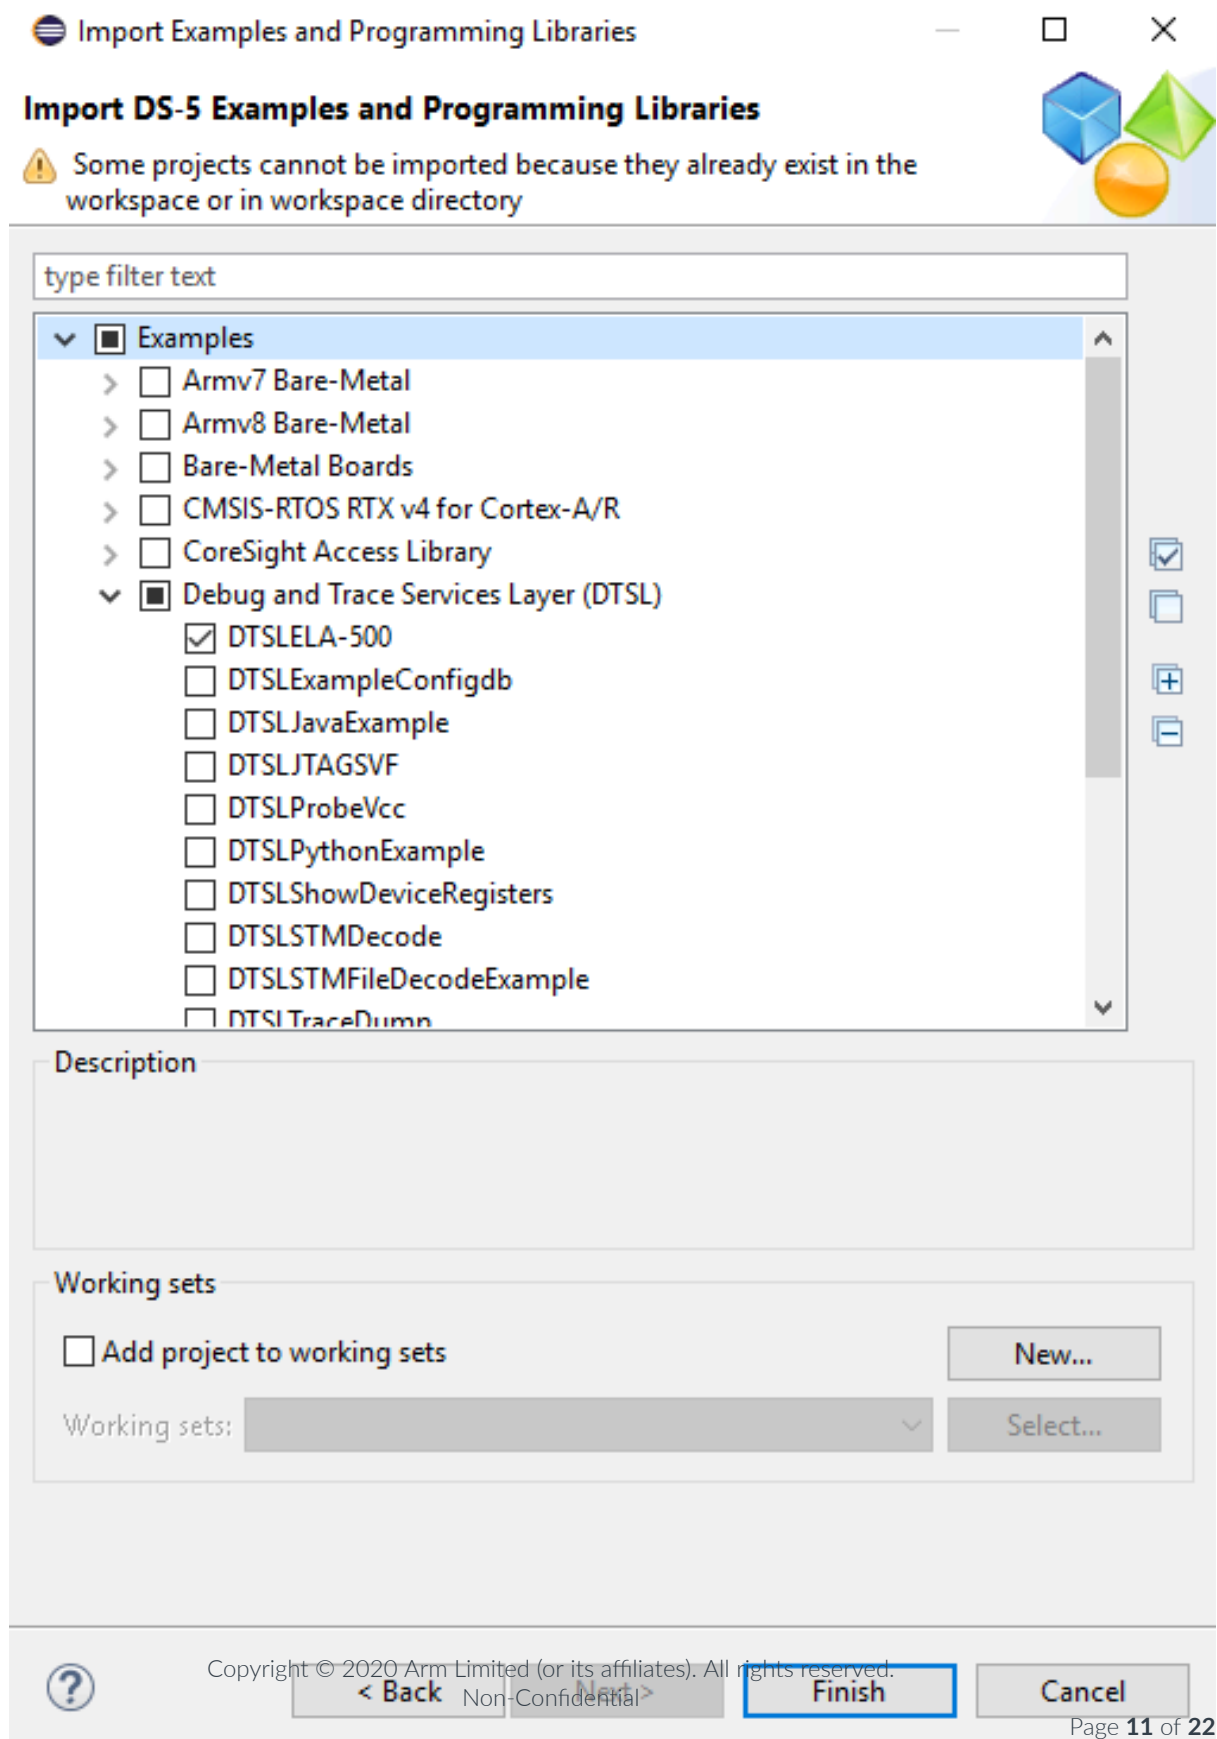 Import Examples and Programming Libraries
Import DS-5 Examples and Programming Libraries
Some projects cannot be imported because they already exist in the
workspace or in workspace directory
type filter text
Examples
Armv7 Bare-Metal
Armv8 Bare-Metal
Bare-Metal Boards
CMSIS-RTOS RTX v4 for Cortex-A/R
CoreSight Access Library
Debug and Trace Services Layer (DTSL)
DTSLELA-500
DTSLExampleConfigdb
DTSLJavaExample
DTSLJTAGSVF
DTSLProbeVcc
DTSLPythonExample
DTSLShowDeviceRegisters
DTSLSTMDecode
DTSLSTMFileDecodeExample
DTSLTraceDump
Description
Working sets
Add project to working sets
New...
Working sets:
Select...
Copyright © 2020 Arm Limited (or its affiliates). All rights reserved.
Non-Confidential
< Back
Next >
Finish
Cancel
Page 11 of 22